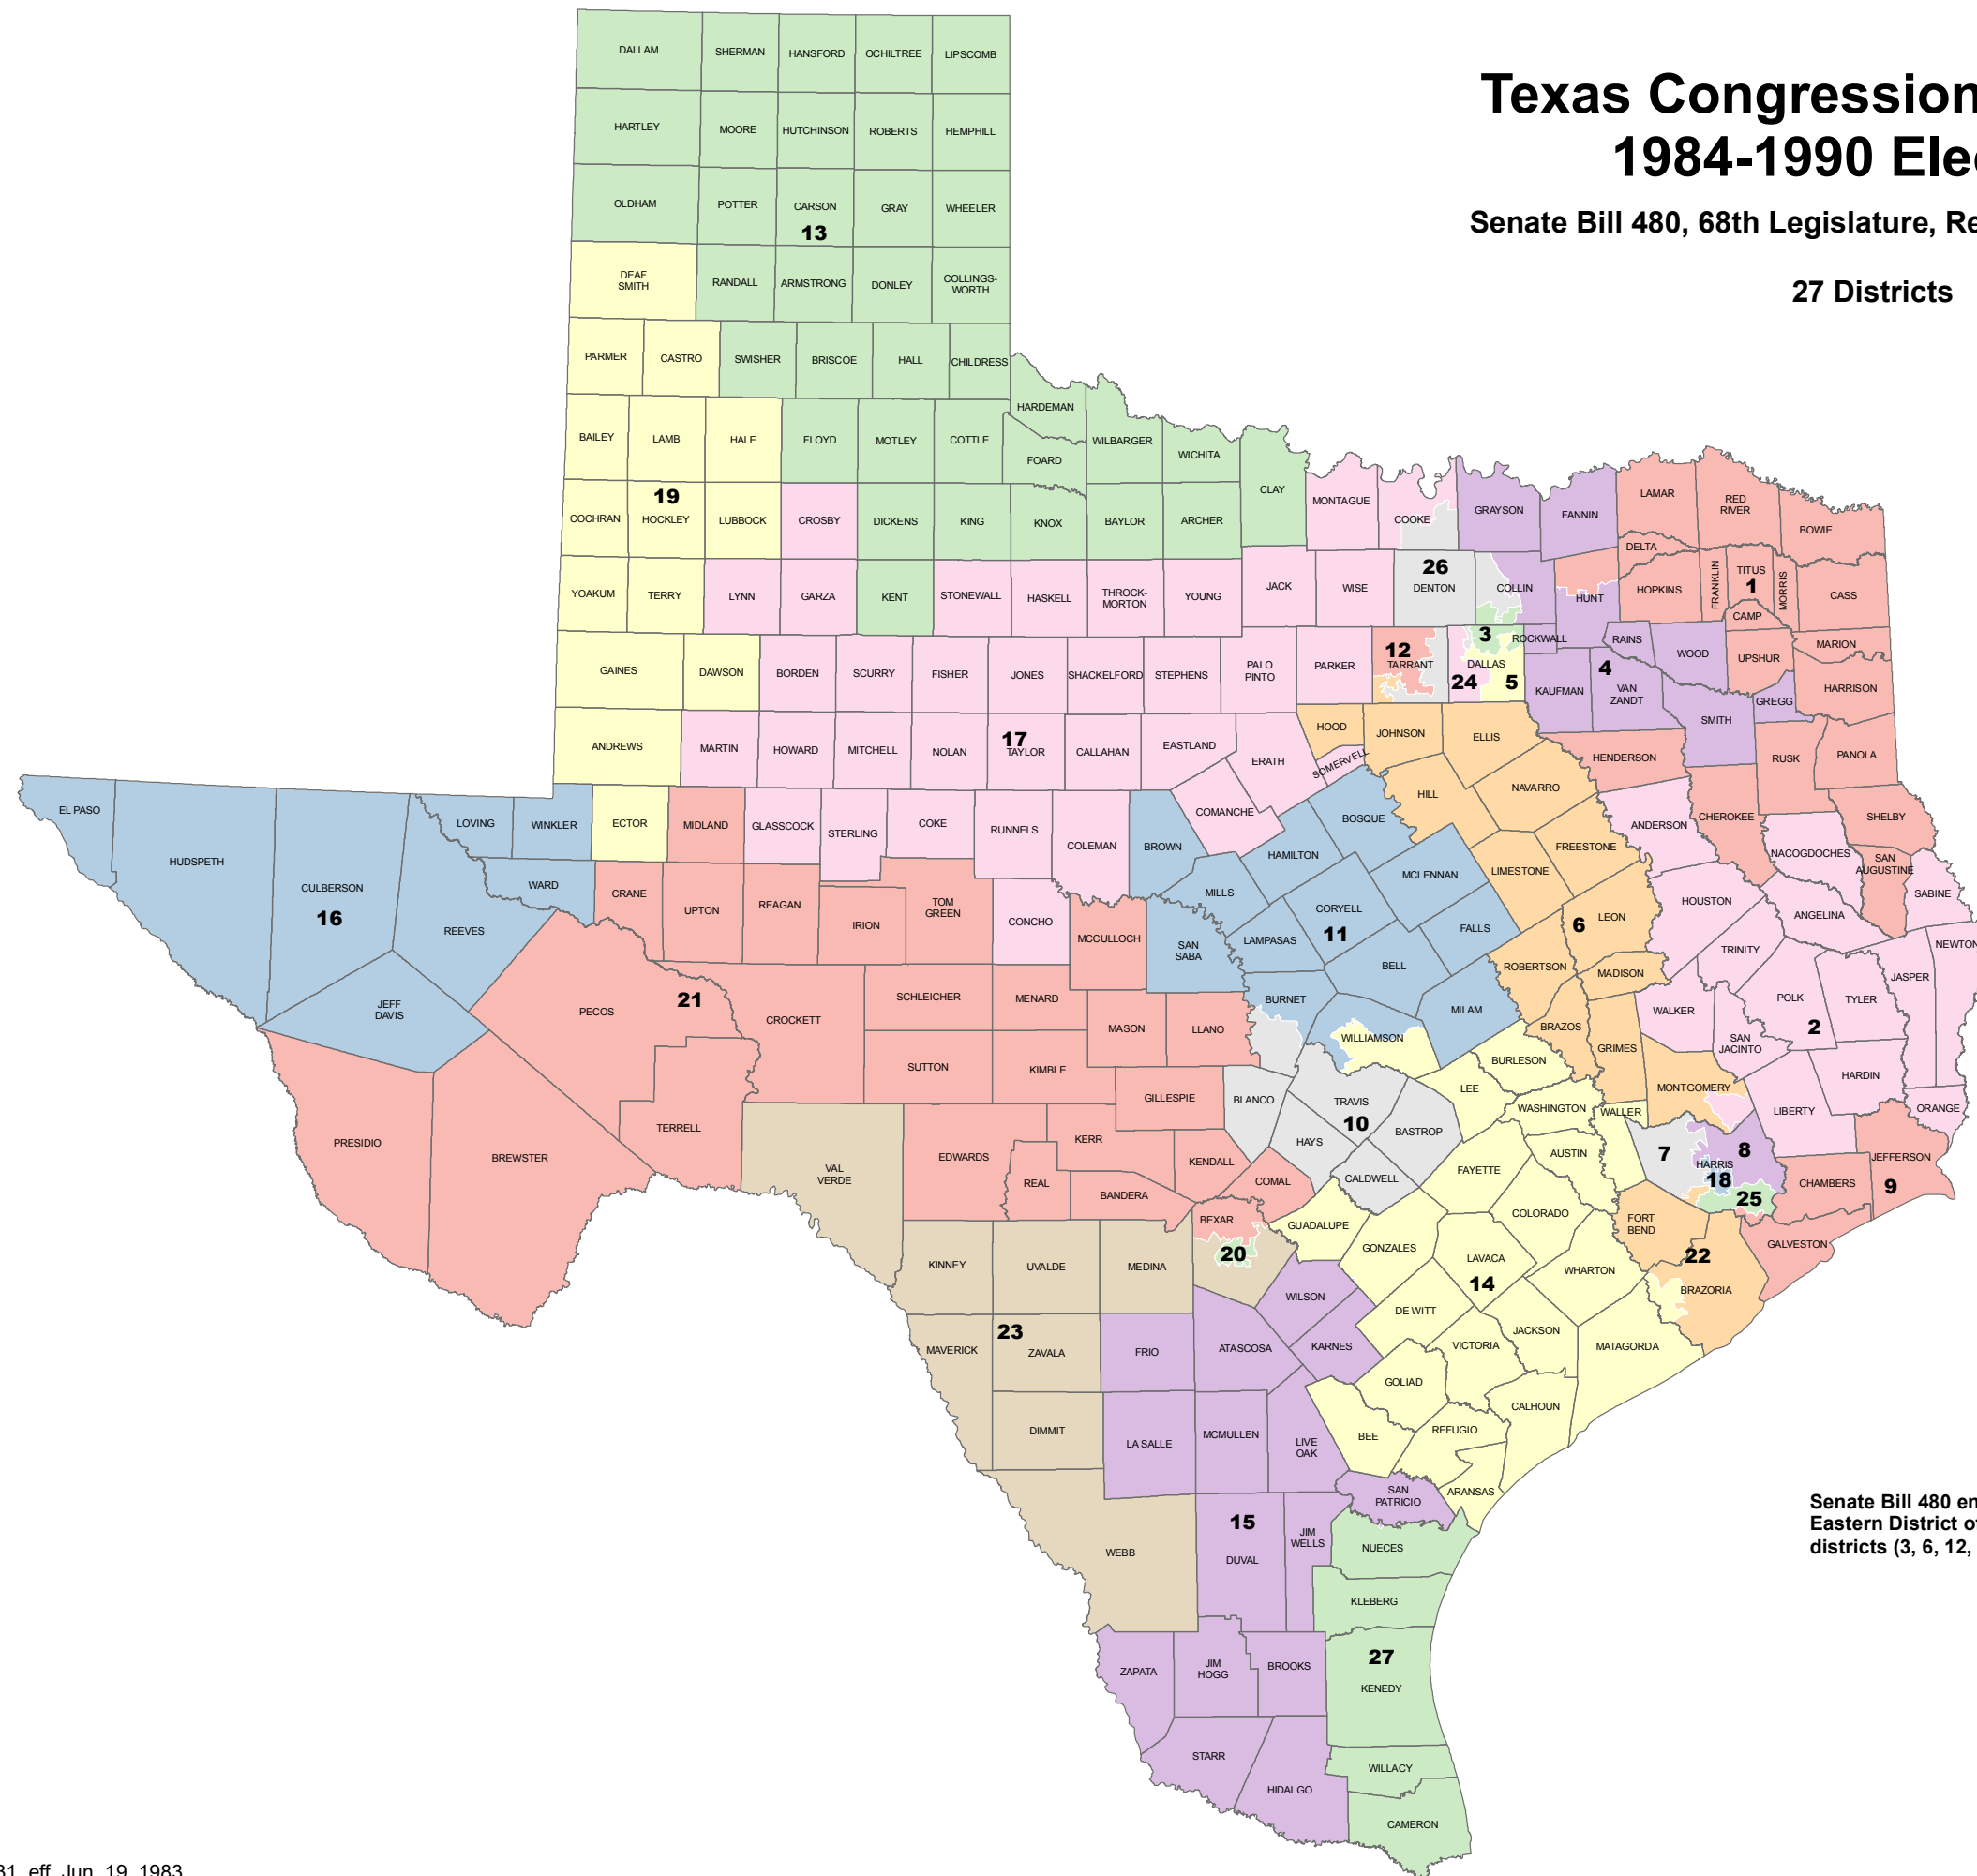 Texas Congression
1984-1990 Elec
Senate Bill 480, 68th Legislature, Re
27 Districts
DALLAM
SHERMAN
HANSFORD
OCHILTREE
LIPSCOMB
HARTLEY
MOORE
HUTCHINSON
ROBERTS
HEMPHILL
OLDHAM
POTTER
CARSON
GRAY
WHEELER
13
DEAF
SMITH
RANDALL
ARMSTRONG
DONLEY
COLLINGS-
WORTH
PARMER
CASTRO
SWISHER
BRISCOE
HALL
CHILDRESS
HARDEMAN
BAILEY
LAMB
HALE
FLOYD
MOTLEY
COTTLE
FOARD
WILBARGER
WICHITA
CLAY
19
COCHRAN
HOCKLEY
LUBBOCK
CROSBY
DICKENS
KING
KNOX
BAYLOR
ARCHER
MONTAGUE
COOKE
GRAYSON
FANNIN
LAMAR
RED
RIVER
BOWIE
DELTA
YOAKUM
TERRY
LYNN
GARZA
KENT
STONEWALL
HASKELL
THROCK-
MORTON
YOUNG
JACK
WISE
26
DENTON
COLLIN
HUNT
HOPKINS
FRANKLIN
TITUS
1
MORRIS
CASS
CAMP
GAINES
DAWSON
BORDEN
SCURRY
FISHER
JONES
SHACKELFORD
STEPHENS
PALO
PINTO
PARKER
12
TARRANT
3
DALLAS
24
5
ROCKWALL
RAINS
WOOD
UPSHUR
MARION
HARRISON
KAUFMAN
4
VAN
ZANDT
SMITH
GREGG
ANDREWS
MARTIN
HOWARD
MITCHELL
NOLAN
17
TAYLOR
CALLAHAN
EASTLAND
ERATH
HOOD
SOMERVELL
JOHNSON
ELLIS
HENDERSON
RUSK
PANOLA
EL PASO
HUDSPETH
CULBERSON
16
LOVING
WINKLER
ECTOR
MIDLAND
GLASSCOCK
STERLING
COKE
RUNNELS
COLEMAN
BROWN
COMANCHE
HAMILTON
BOSQUE
HILL
NAVARRO
ANDERSON
CHEROKEE
NACOGDOCHES
SHELBY
SAN
AUGUSTINE
SABINE
REEVES
WARD
CRANE
UPTON
REAGAN
IRION
TOM
GREEN
CONCHO
MCCULLOCH
SAN
SABA
MILLS
LAMPASAS
CORYELL
11
MCLENNAN
FALLS
LIMESTONE
FREESTONE
6
LEON
HOUSTON
ANGELINA
TRINITY
NEWTON
JASPER
JEFF
DAVIS
PECOS
21
CROCKETT
SCHLEICHER
MENARD
MASON
LLANO
BURNET
BELL
MILAM
ROBERTSON
MADISON
WALKER
POLK
2
TYLER
SAN
JACINTO
HARDIN
ORANGE
SUTTON
KIMBLE
WILLIAMSON
BRAZOS
BURLESON
GRIMES
MONTGOMERY
LIBERTY
PRESIDIO
BREWSTER
TERRELL
VAL
VERDE
EDWARDS
KERR
REAL
BANDERA
GILLESPIE
KENDALL
BLANCO
COMAL
TRAVIS
10
HAYS
BASTROP
CALDWELL
LEE
WASHINGTON
WALLER
AUSTIN
FAYETTE
7
8
HARRIS
18
25
CHAMBERS
JEFFERSON
9
GALVESTON
KINNEY
UVALDE
MEDINA
BEXAR
20
GUADALUPE
GONZALES
LAVACA
14
COLORADO
FORT
BEND
22
BRAZORIA
WHARTON
MAVERICK
23
ZAVALA
FRIO
ATASCOSA
WILSON
KARNES
DE WITT
VICTORIA
JACKSON
MATAGORDA
GOLIAD
CALHOUN
DIMMIT
LA SALLE
MCMULLEN
LIVE
OAK
BEE
REFUGIO
SAN
PATRICIO
ARANSAS
WEBB
15
DUVAL
JIM
WELLS
NUECES
KLEBERG
Senate Bill 480 en
Eastern District of
districts (3, 6, 12,
ZAPATA
JIM
HOGG
BROOKS
27
KENEDY
STARR
HIDALGO
WILLACY
CAMERON
31, eff. Jun. 19, 1983